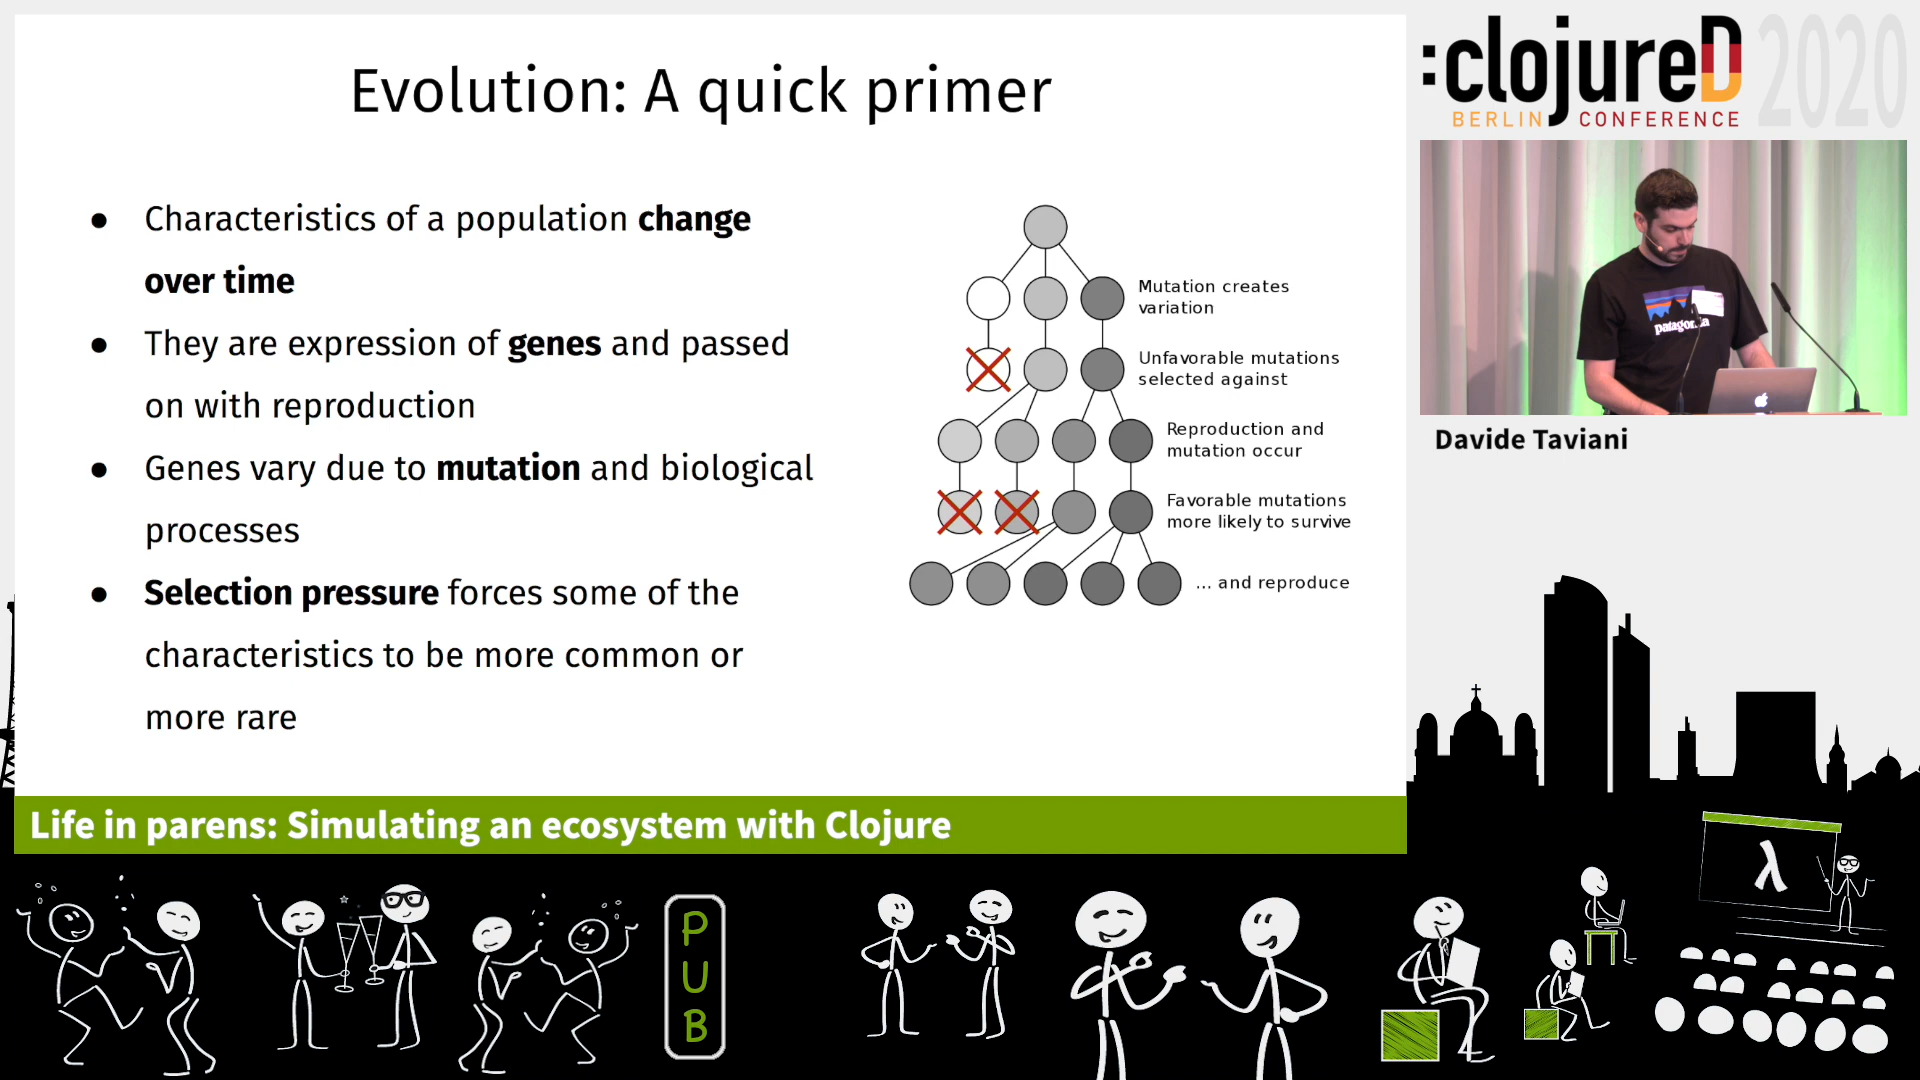 Evolution: A quick primer
● Characteristics of a population change
over time
● They are expression of genes and passed
on with reproduction
● Genes vary due to mutation and biological
processes
● Selection pressure forces some of the
characteristics to be more common or
more rare
Mutation creates
variation
Unfavorable mutations
selected against
Reproduction and
mutation occur
Favorable mutations
more likely to survive
... and reproduce
Life in parens: Simulating an ecosystem with Clojure
:clojureD 2020
BERLIN CONFERENCE
patagonia
Davide Taviani
λ
PUB